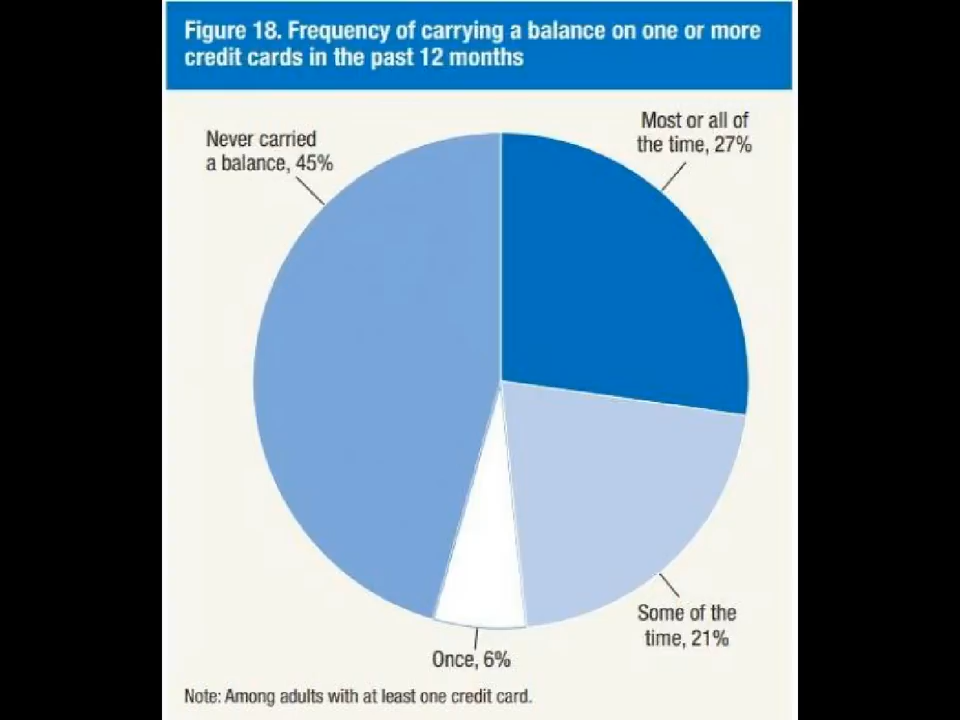 Figure 18. Frequency of carrying a balance on one or more
credit cards in the past 12 months
Never carried
a balance, 45%
Most or all of
the time, 27%
Some of the
time, 21%
Once, 6%
Note: Among adults with at least one credit card.